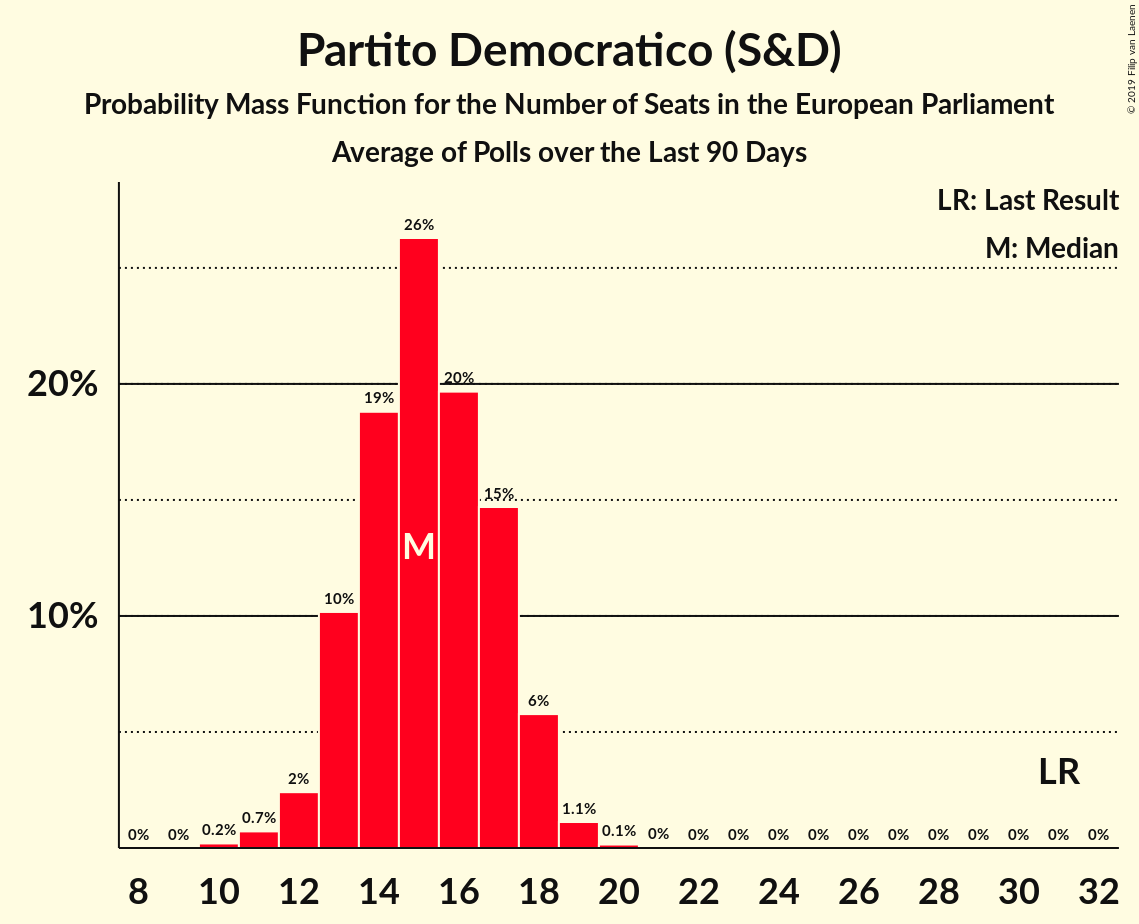 Partito Democratico (S&D)
Probability Mass Function for the Number of Seats in the European Parliament
Average of Polls over the Last 90 Days
© 2019 Filip van Laenen
LR: Last Result
M: Median
20%
10%
0% 0% 0.2% 0.7% 2% 10% 19% 26% 20% 15% 6% 1.1% 0.1% 0% 0% 0% 0% 0% 0% 0% 0% 0% 0% 0% 0%
M
LR
8 10 12 14 16 18 20 22 24 26 28 30 32